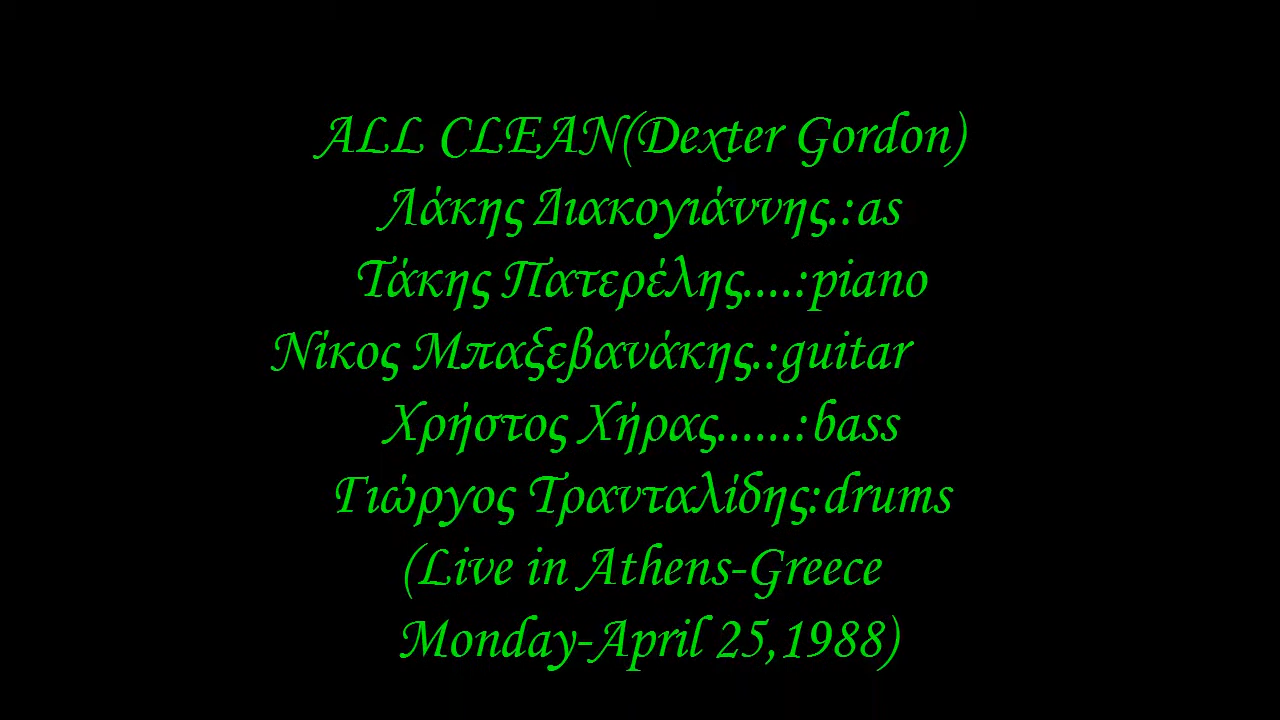 ALL CLEAN(Dexter Gordon)
Λάκης Διακογιάννης.:as
Τάκης Πατερέλης....:piano
Νίκος Μπαξεβανάκης.:guitar
Χρήστος Χήρας......:bass
Γιώργος Τρανταλίδης:drums
(Live in Athens-Greece
Monday-April 25,1988)